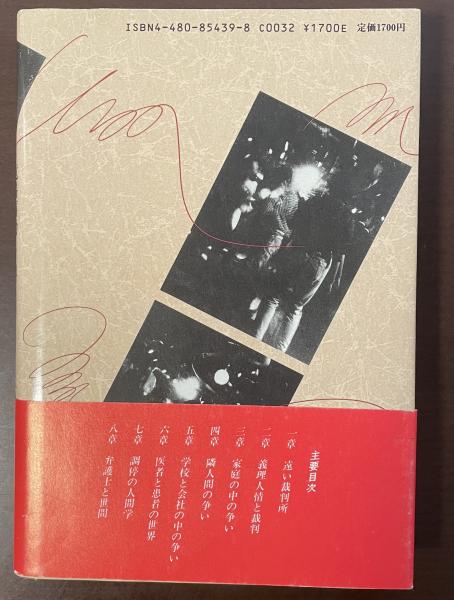 ISBN4-480-85439-8 C0032 ¥1700E 定価1700円
主要目次
一章 遠い裁判所
二章 義理人情と裁判
三章 家庭の中の争い
四章 隣人間の争い
五章 学校と会社の中の争い
六章 医者と患者の世界
七章 調停の人間学
八章 弁護士と世間